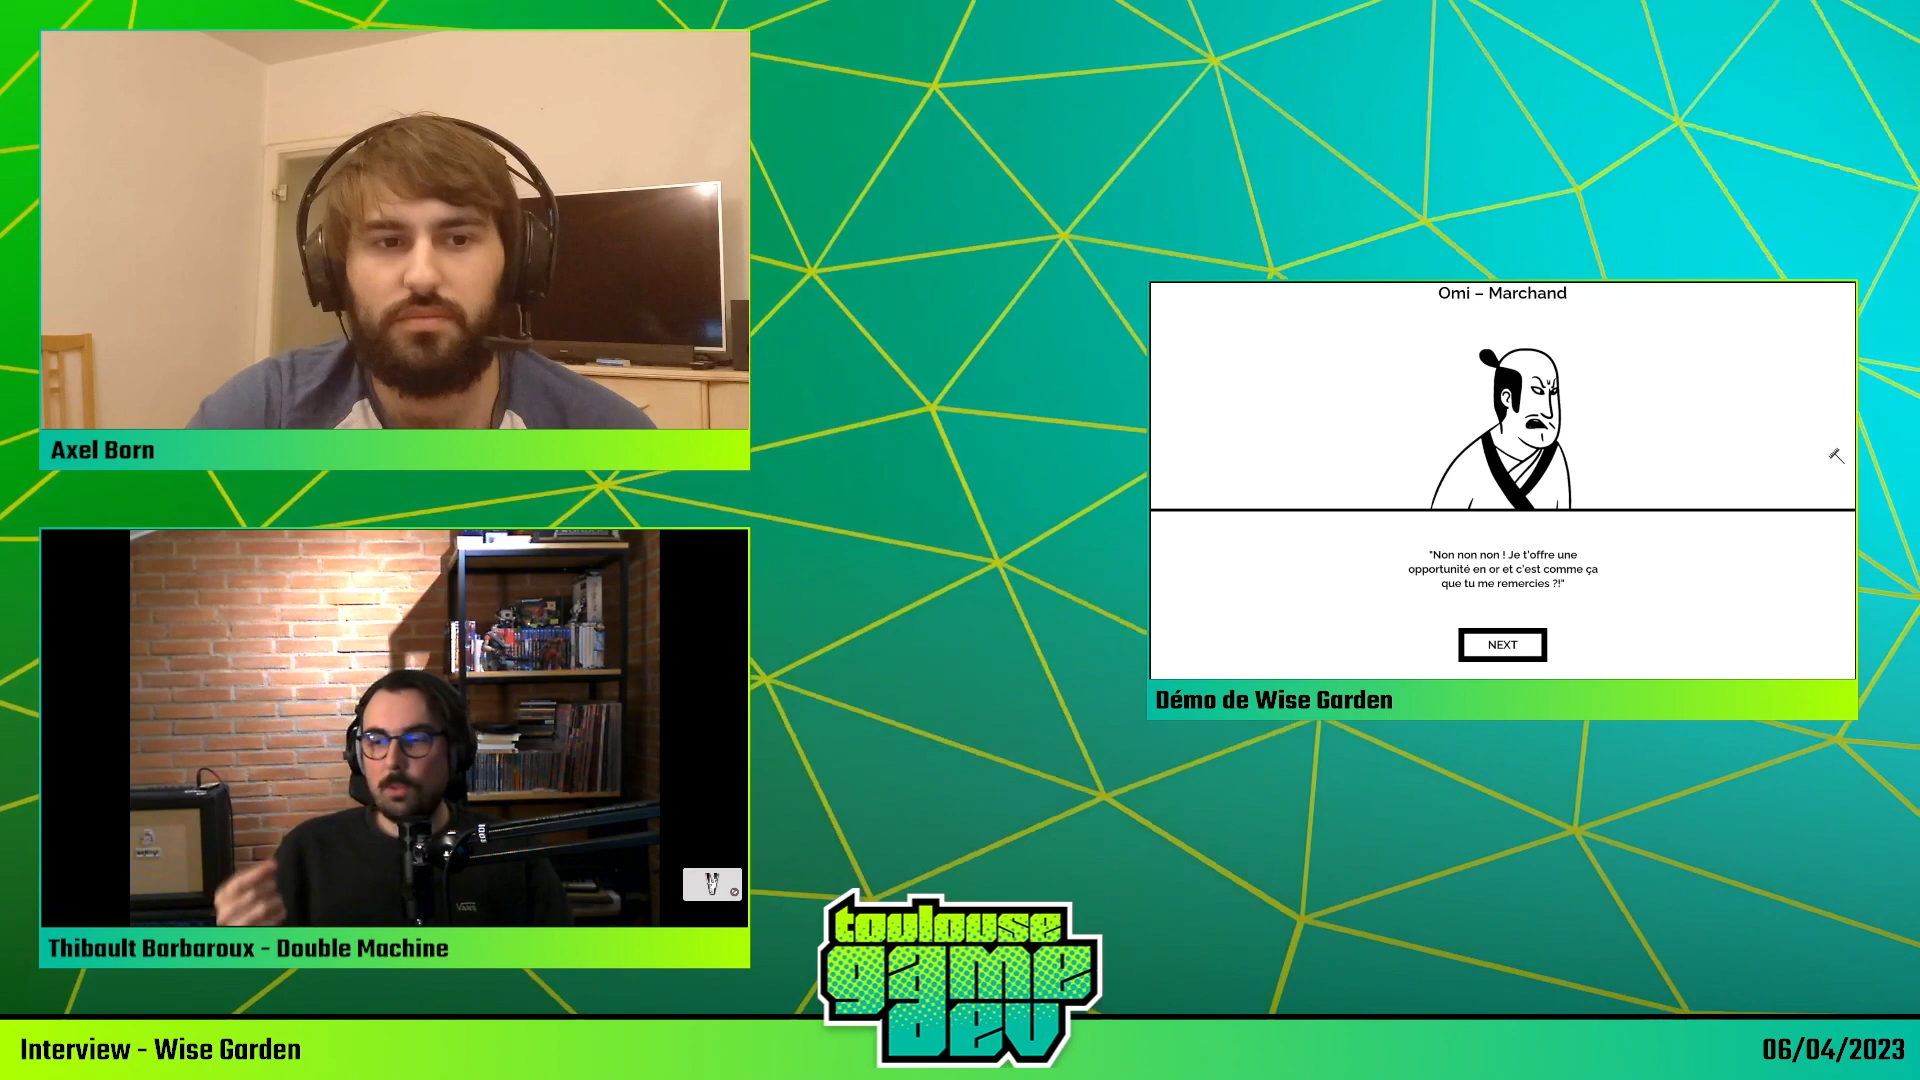 Axel Born
Omi – Marchand
"Non non non ! Je t'offre une
opportunité en or et c'est comme ça
que tu me remercies ?!"
NEXT
Démo de Wise Garden
VANS
Thibault Barbaroux - Double Machine
toulouse
game
dev
Interview - Wise Garden
06/04/2023